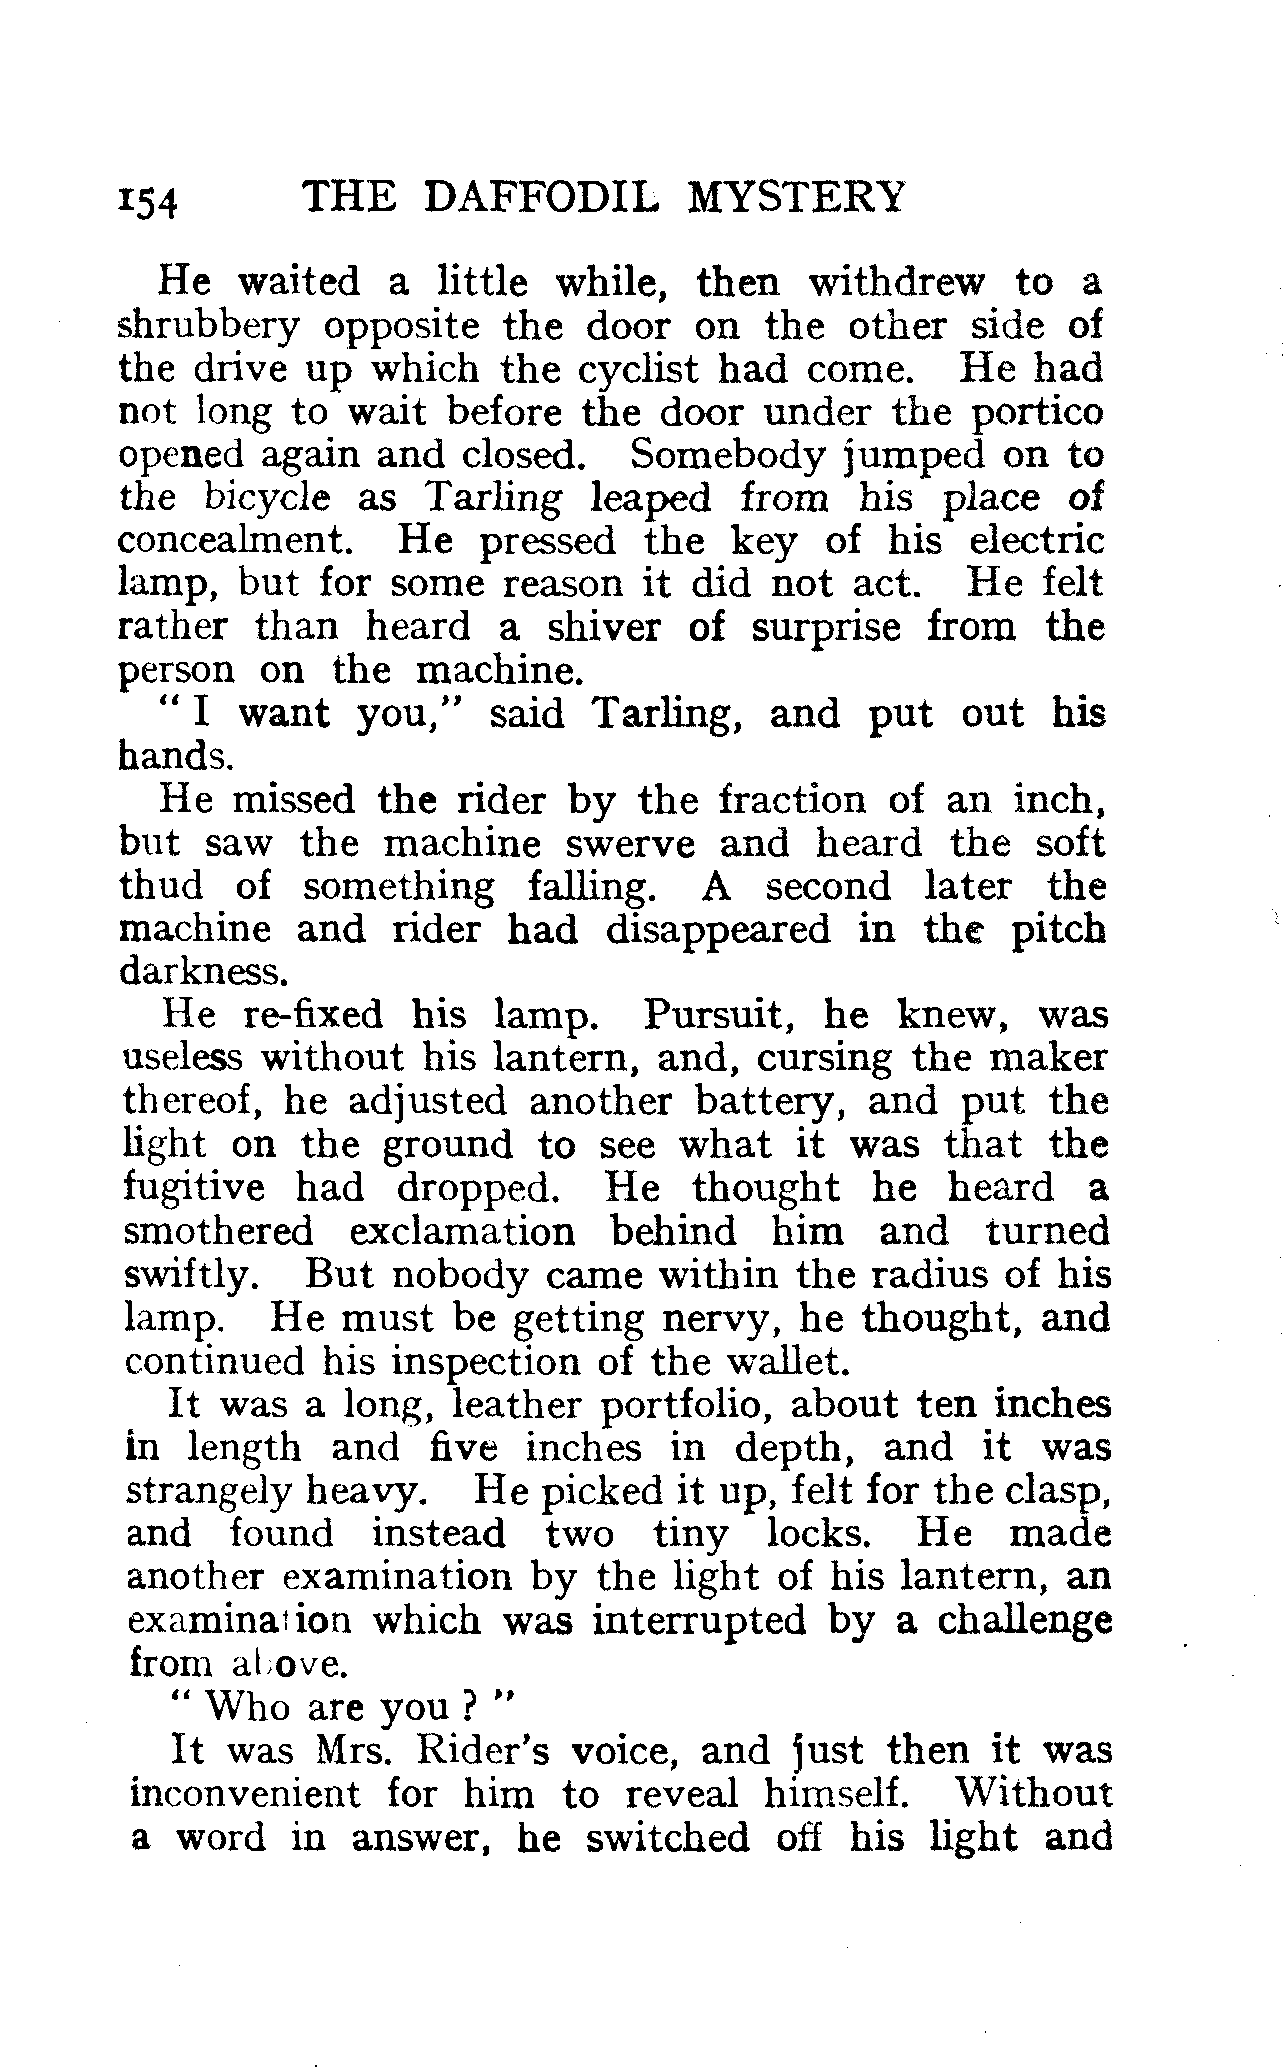 154 THE DAFFODIL MYSTERY
He waited a little while, then withdrew to a
shrubbery opposite the door on the other side of
the drive up which the cyclist had come. He had
not long to wait before the door under the portico
opened again and closed. Somebody jumped on to
the bicycle as Tarling leaped from his place of
concealment. He pressed the key of his electric
lamp, but for some reason it did not act. He felt
rather than heard a shiver of surprise from the
person on the machine.
" I want you," said Tarling, and put out his
hands.
He missed the rider by the fraction of an inch,
but saw the machine swerve and heard the soft
thud of something falling. A second later the
machine and rider had disappeared in the pitch
darkness.
He re-fixed his lamp. Pursuit, he knew, was
useless without his lantern, and, cursing the maker
thereof, he adjusted another battery, and put the
light on the ground to see what it was that the
fugitive had dropped. He thought he heard a
smothered exclamation behind him and turned
swiftly. But nobody came within the radius of his
lamp. He must be getting nervy, he thought, and
continued his inspection of the wallet.
It was a long, leather portfolio, about ten inches
in length and five inches in depth, and it was
strangely heavy. He picked it up, felt for the clasp,
and found instead two tiny locks. He made
another examination by the light of his lantern, an
examination which was interrupted by a challenge
from above.
" Who are you ? "
It was Mrs. Rider's voice, and just then it was
inconvenient for him to reveal himself. Without
a word in answer, he switched off his light and